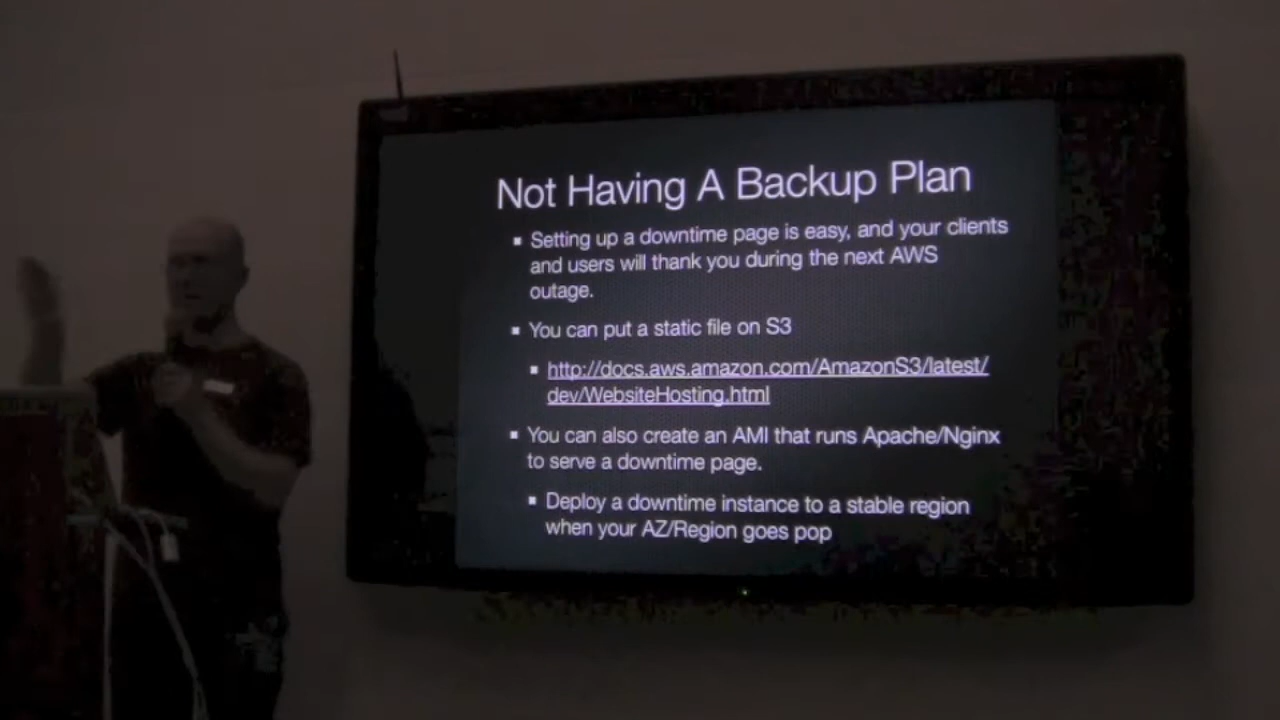 Not Having A Backup Plan
▪ Setting up a downtime page is easy, and your clients
and users will thank you during the next AWS
outage.
▪ You can put a static file on S3
▪ http://docs.aws.amazon.com/AmazonS3/latest/
dev/WebsiteHosting.html
▪ You can also create an AMI that runs Apache/Nginx
to serve a downtime page.
▪ Deploy a downtime instance to a stable region
when your AZ/Region goes pop